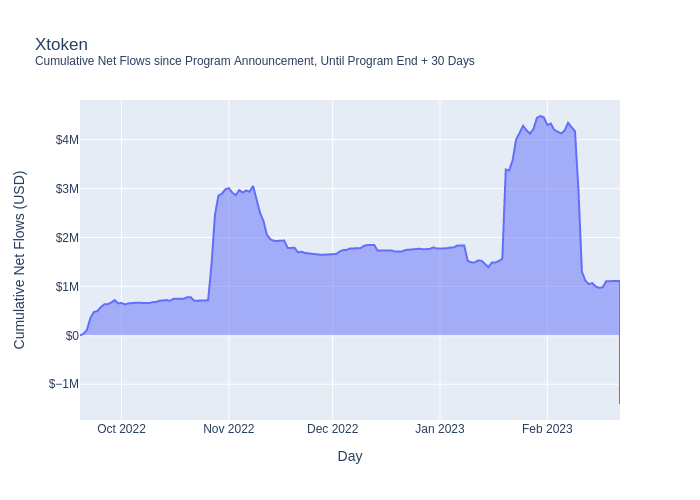 Xtoken
Cumulative Net Flows since Program Announcement, Until Program End + 30 Days
Cumulative Net Flows (USD)
$4M
$3M
$2M
$1M
$0
$−1M
Oct 2022
Nov 2022
Dec 2022
Jan 2023
Feb 2023
Day